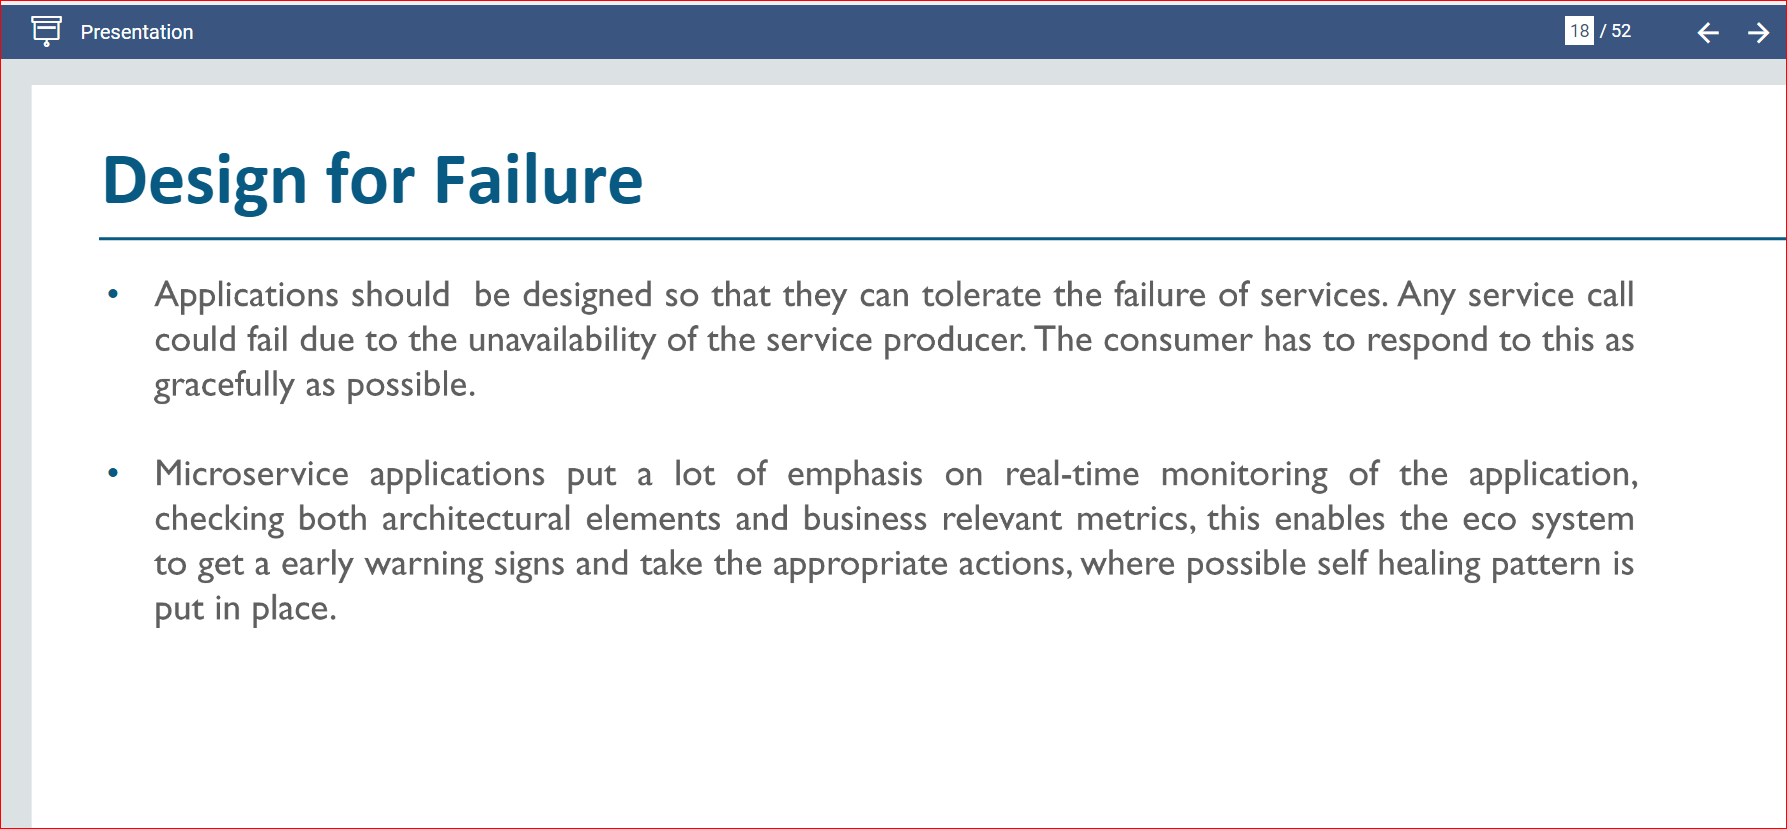 Presentation
18 / 52
Design for Failure
• Applications should be designed so that they can tolerate the failure of services. Any service call
could fail due to the unavailability of the service producer. The consumer has to respond to this as
gracefully as possible.
• Microservice applications put a lot of emphasis on real-time monitoring of the application,
checking both architectural elements and business relevant metrics, this enables the eco system
to get a early warning signs and take the appropriate actions, where possible self healing pattern is
put in place.